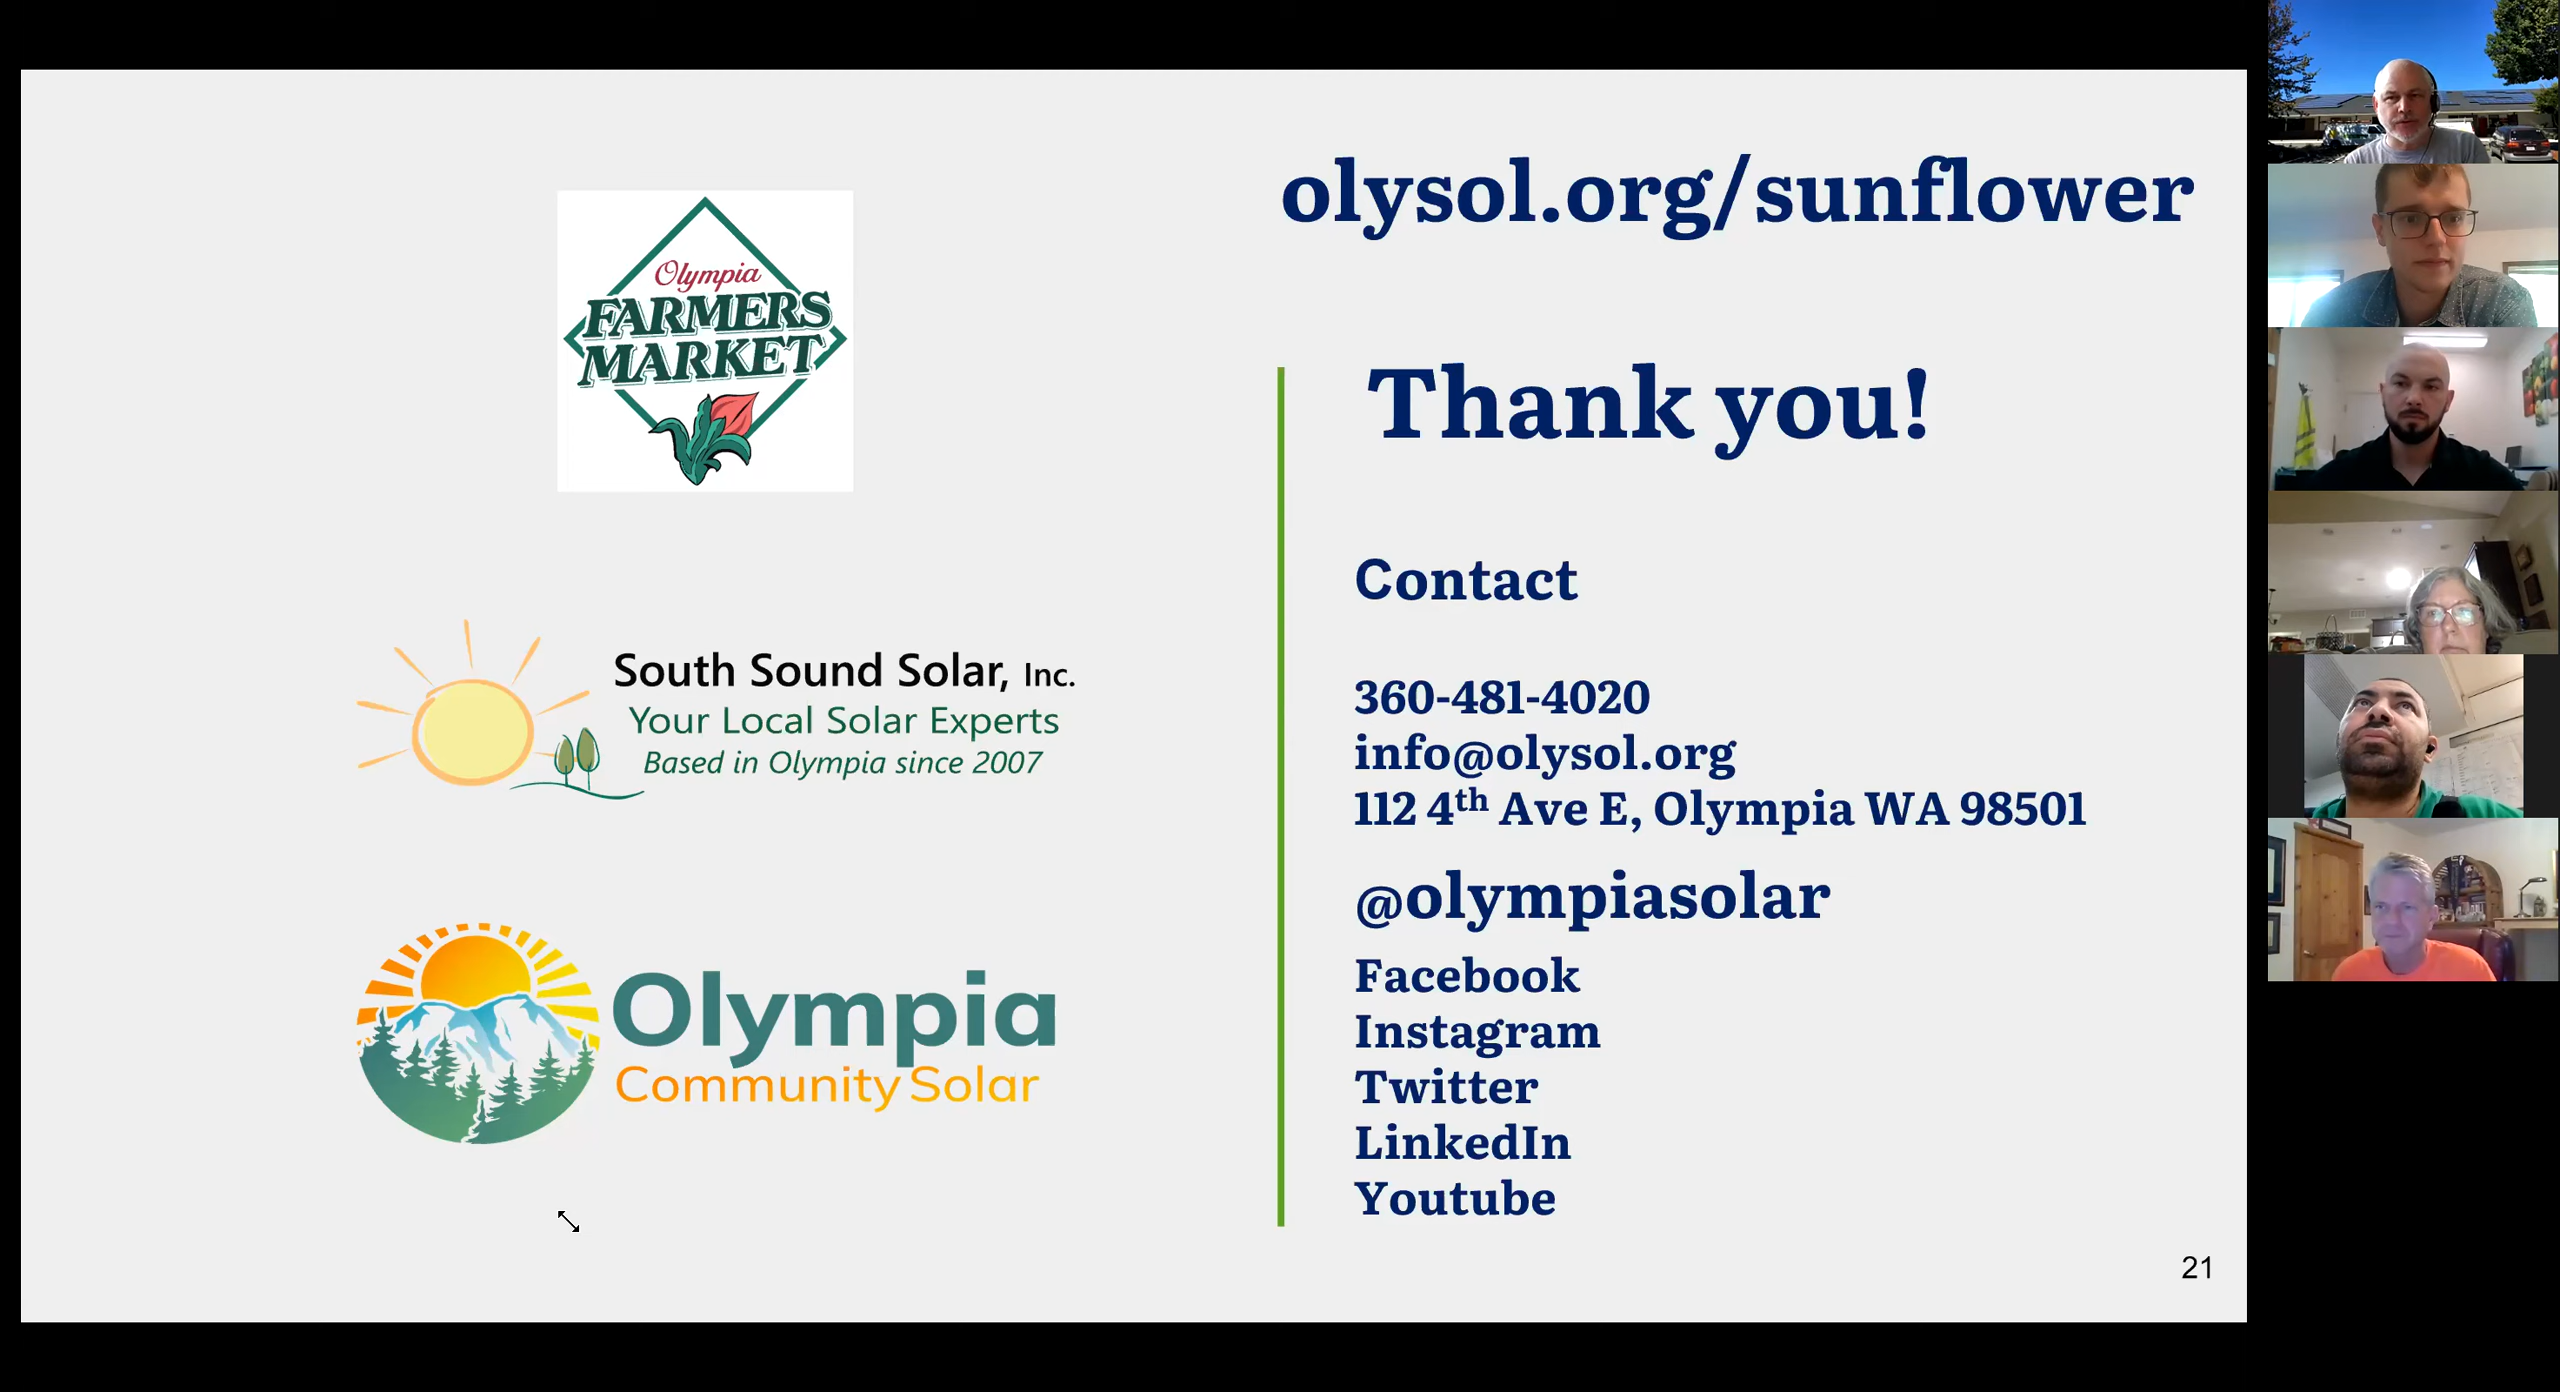 olysol.org/sunflower
Olympia
FARMERS
MARKET
Thank you!
Contact
South Sound Solar, Inc.
Your Local Solar Experts
Based in Olympia since 2007
360-481-4020
info@olysol.org
112 4th Ave E, Olympia WA 98501
@olympiasolar
Olympia
Community Solar
Facebook
Instagram
Twitter
LinkedIn
Youtube
21